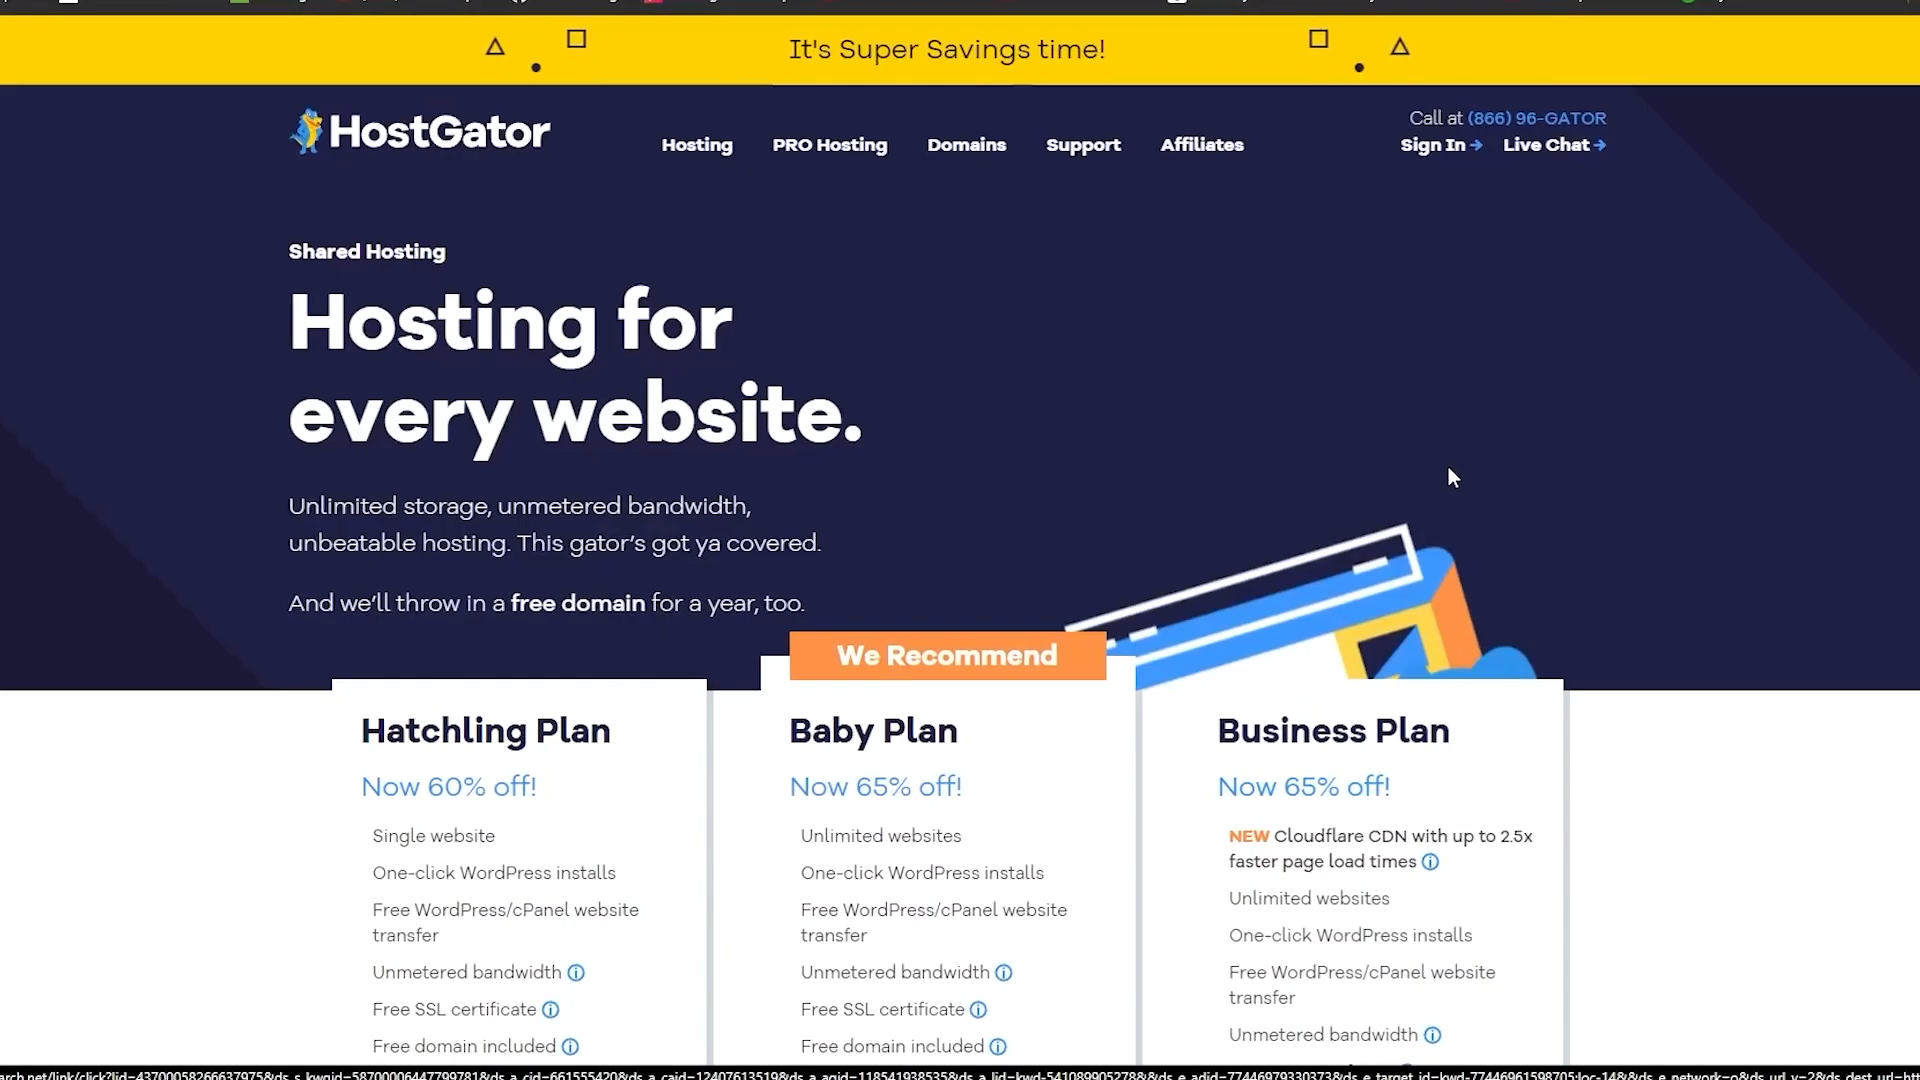 It's Super Savings time!
HostGator
Hosting
PRO Hosting
Domains
Support
Affiliates
Call at (866) 96-GATOR
Sign In
Live Chat
Shared Hosting
Hosting for
every website.
Unlimited storage, unmetered bandwidth,
unbeatable hosting. This gator's got ya covered.
And we'll throw in a free domain for a year, too.
We Recommend
Hatchling Plan
Now 60% off!
Single website
One-click WordPress installs
Free WordPress/cPanel website
transfer
Unmetered bandwidth
Free SSL certificate
Free domain included
Baby Plan
Now 65% off!
Unlimited websites
One-click WordPress installs
Free WordPress/cPanel website
transfer
Unmetered bandwidth
Free SSL certificate
Free domain included
Business Plan
Now 65% off!
NEW Cloudflare CDN with up to 2.5x
faster page load times
Unlimited websites
One-click WordPress installs
Free WordPress/cPanel website
transfer
Unmetered bandwidth